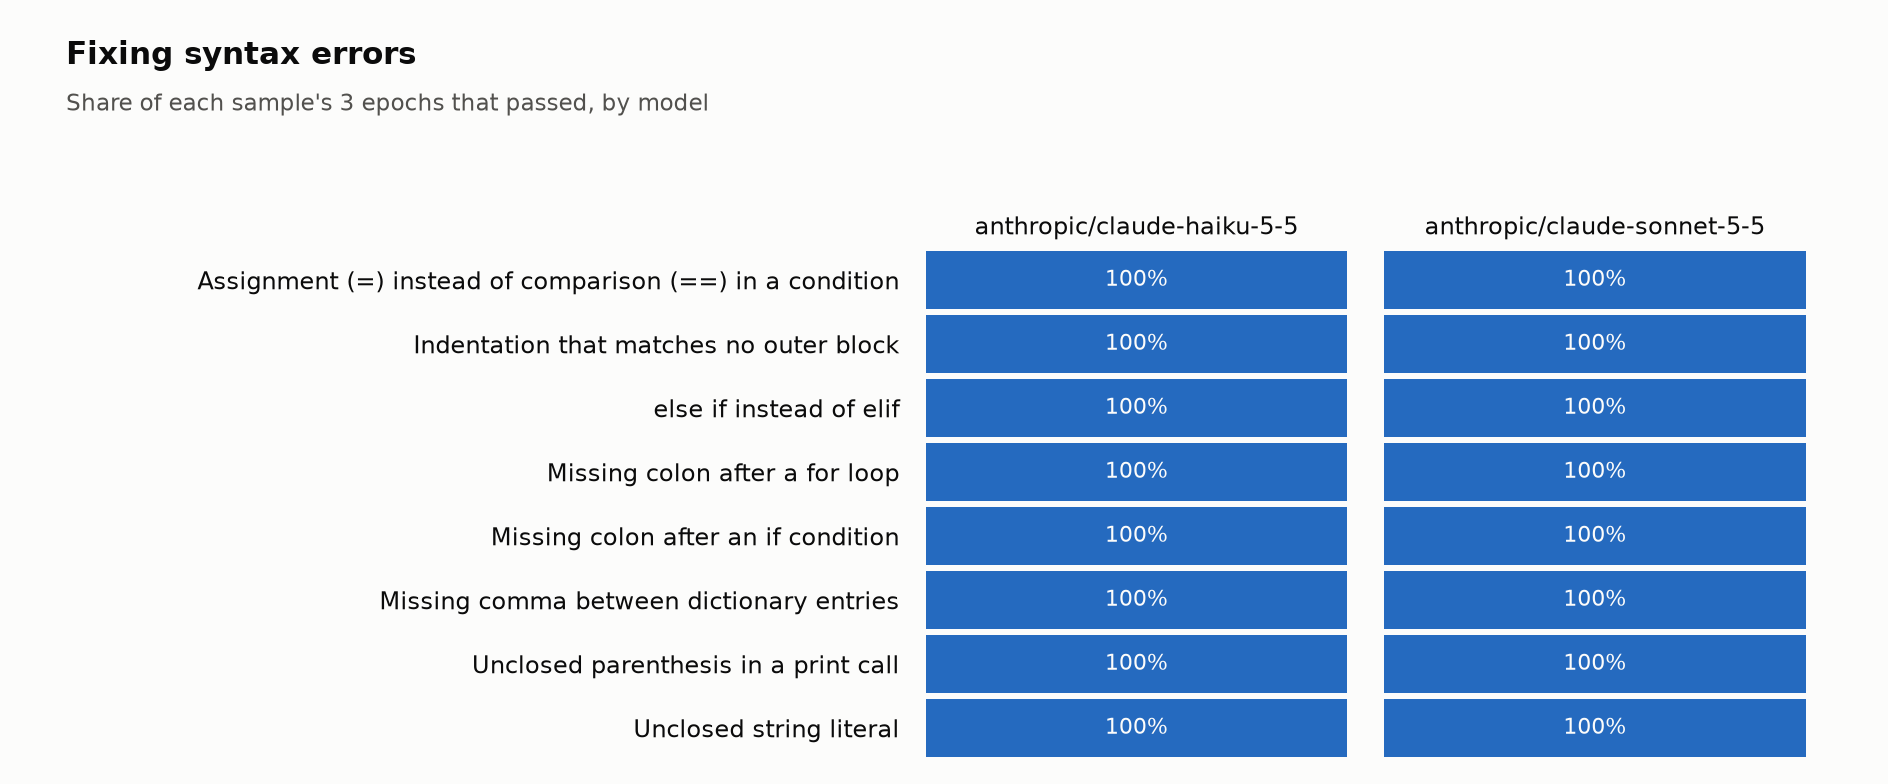 Fixing syntax errors
Share of each sample's 3 epochs that passed, by model
anthropic/claude-haiku-5-5 anthropic/claude-sonnet-5-5
Assignment (=) instead of comparison (==) in a condition 100% 100%
Indentation that matches no outer block 100% 100%
else if instead of elif 100% 100%
Missing colon after a for loop 100% 100%
Missing colon after an if condition 100% 100%
Missing comma between dictionary entries 100% 100%
Unclosed parenthesis in a print call 100% 100%
Unclosed string literal 100% 100%